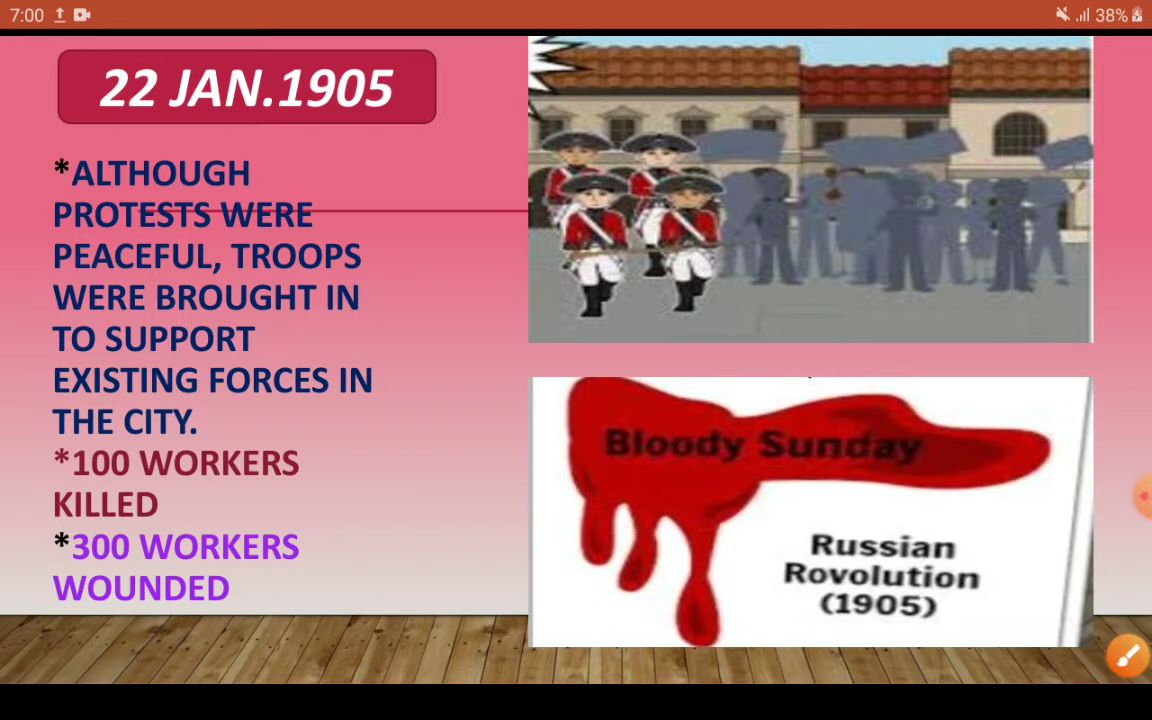 7:00
38%
22 JAN.1905
*ALTHOUGH
PROTESTS WERE
PEACEFUL, TROOPS
WERE BROUGHT IN
TO SUPPORT
EXISTING FORCES IN
THE CITY.
*100 WORKERS
KILLED
*300 WORKERS
WOUNDED
Bloody Sunday
Russian
Rovolution
(1905)